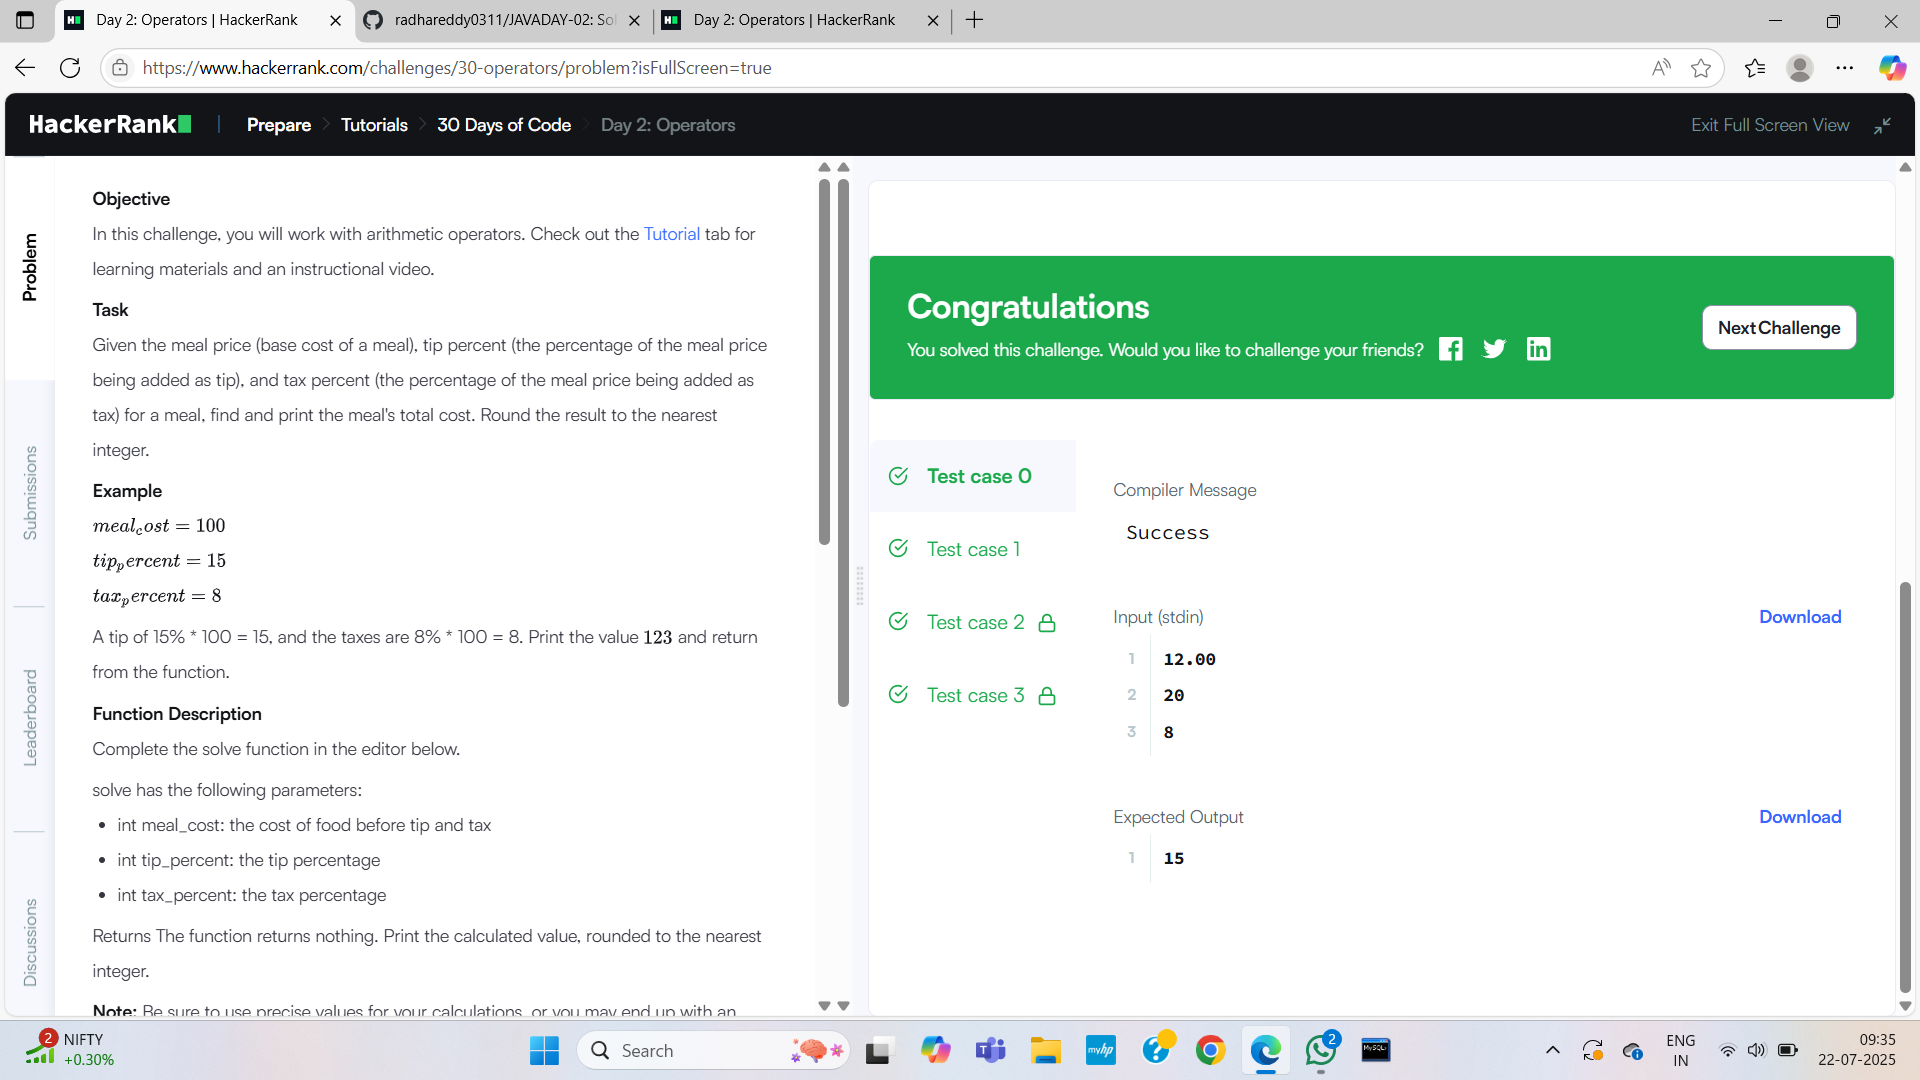 Day 2: Operators | HackerRank
radhareddy0311/JAVADAY-02: Sol
Day 2: Operators | HackerRank
https://www.hackerrank.com/challenges/30-operators/problem?isFullScreen=true
HackerRank
Prepare
Tutorials
30 Days of Code
Day 2: Operators
Exit Full Screen View
Problem
Submissions
Leaderboard
Discussions
Objective
In this challenge, you will work with arithmetic operators. Check out the Tutorial tab for
learning materials and an instructional video.
Task
Given the meal price (base cost of a meal), tip percent (the percentage of the meal price
being added as tip), and tax percent (the percentage of the meal price being added as
tax) for a meal, find and print the meal's total cost. Round the result to the nearest
integer.
Example
meal_cost = 100
tip_percent = 15
tax_percent = 8
A tip of 15% * 100 = 15, and the taxes are 8% * 100 = 8. Print the value 123 and return
from the function.
Function Description
Complete the solve function in the editor below.
solve has the following parameters:
• int meal_cost: the cost of food before tip and tax
• int tip_percent: the tip percentage
• int tax_percent: the tax percentage
Returns The function returns nothing. Print the calculated value, rounded to the nearest
integer.
Note: Be sure to use precise values for your calculations, or you may end up with an
Congratulations
You solved this challenge. Would you like to challenge your friends?
Next Challenge
Test case 0
Test case 1
Test case 2
Test case 3
Compiler Message
Success
Input (stdin)
Download
1 12.00
2 20
3 8
Expected Output
Download
1 15
2
NIFTY
+0.30%
Search
myhp
2
MySQL
ENG
IN
09:35
22-07-2025